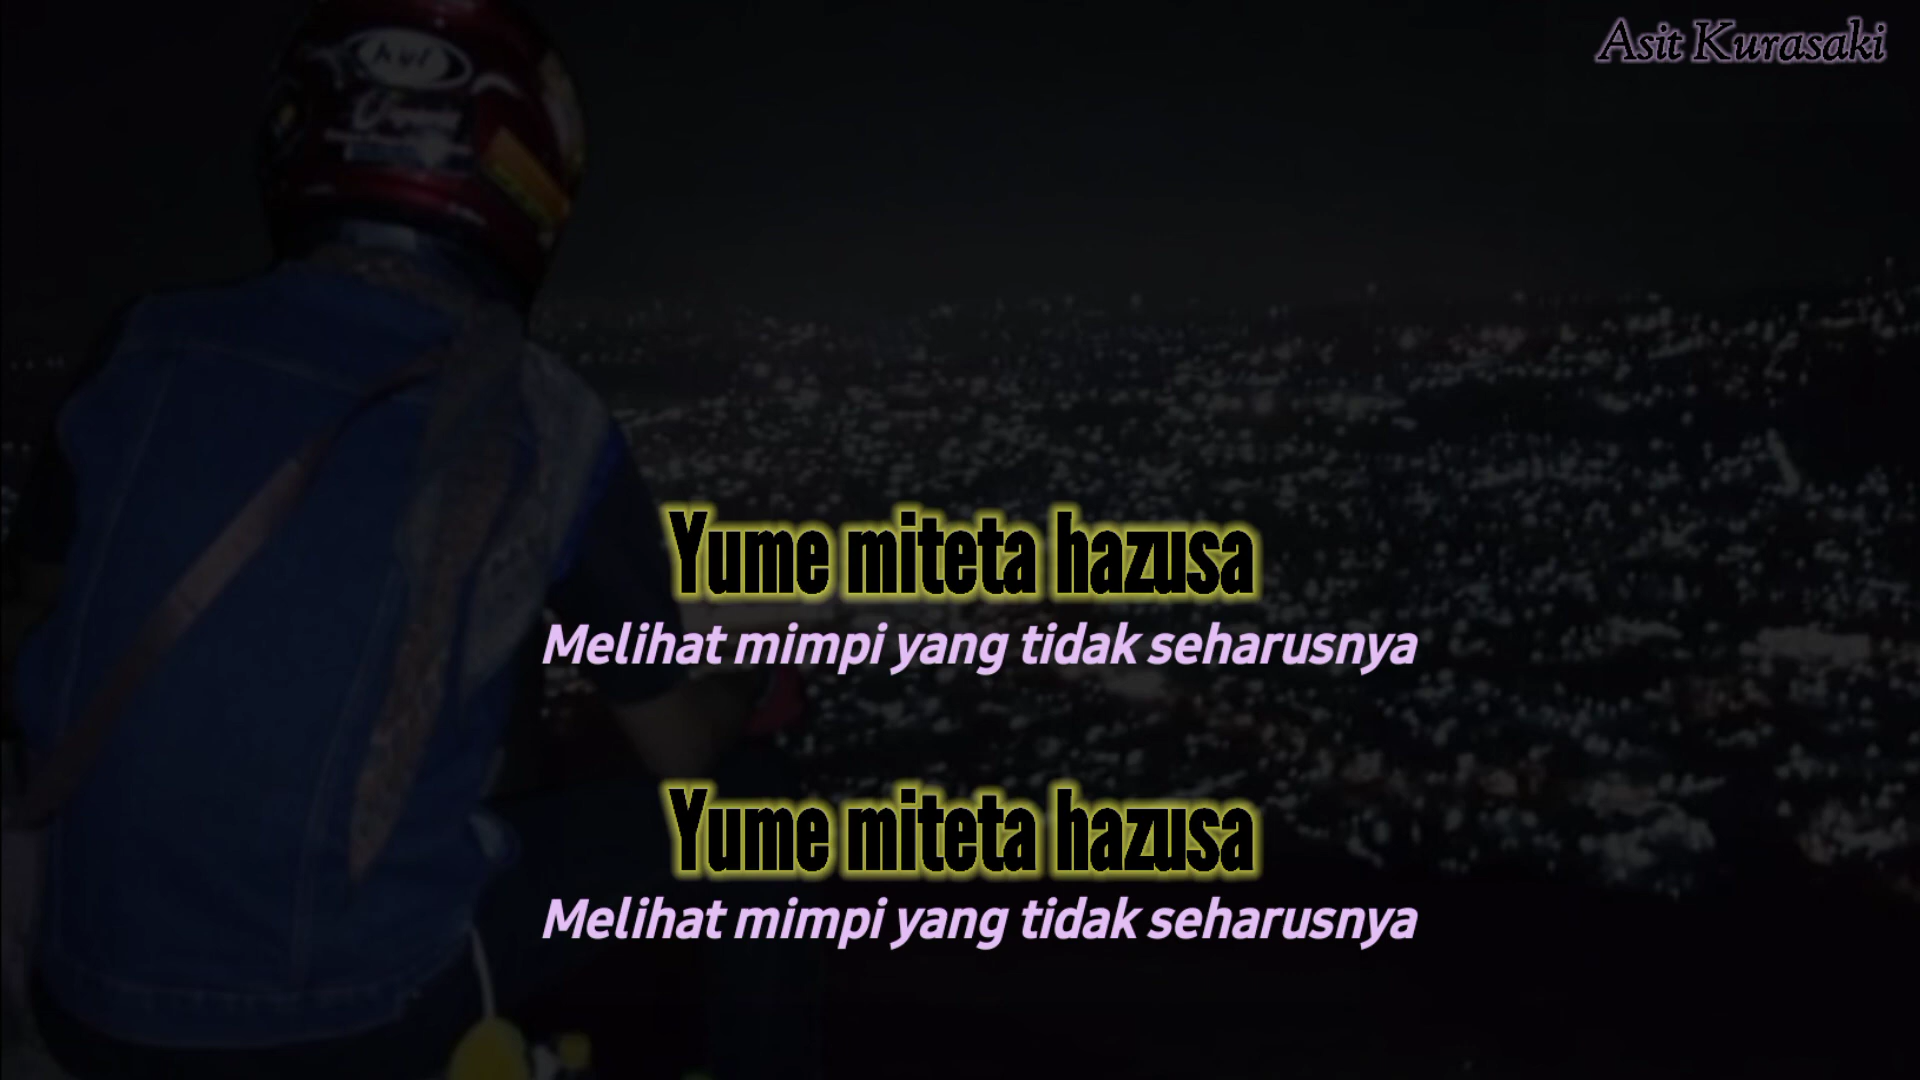 Asit Kurasaki
Yume miteta hazusa
Melihat mimpi yang tidak seharusnya
Yume miteta hazusa
Melihat mimpi yang tidak seharusnya